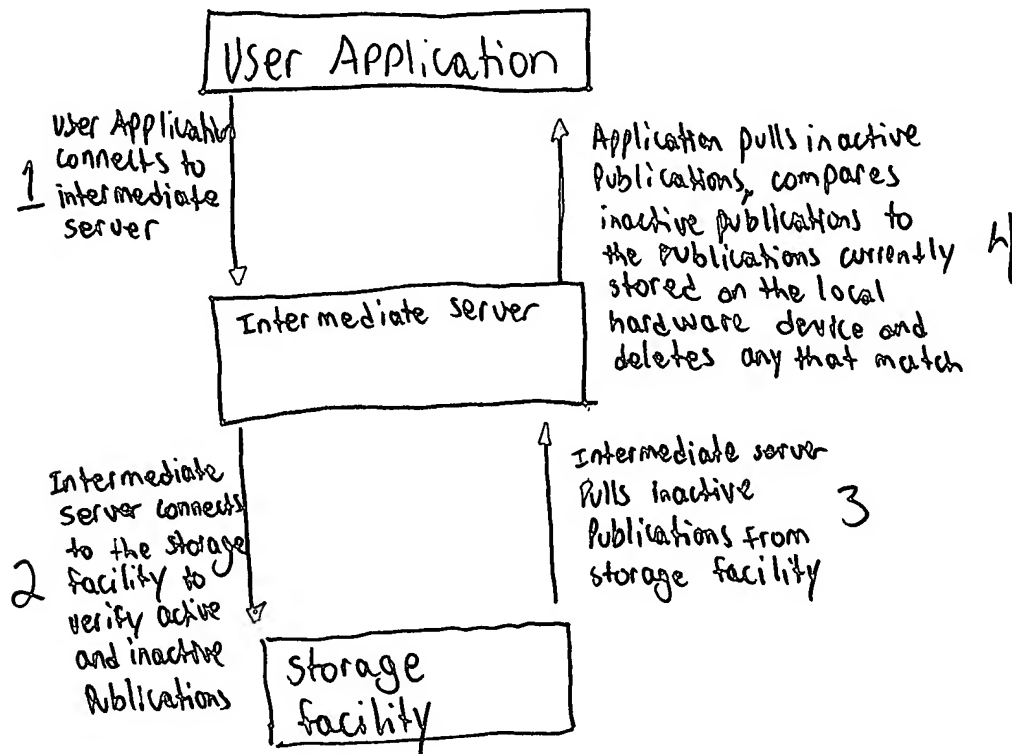 User Application
1
User Application
connects to
intermediate
server
Application pulls inactive
Publications, compares
inactive publications to
the publications currently
stored on the local
hardware device and
deletes any that match
4
Intermediate server
2
Intermediate
server connects
to the storage
facility to
verify active
and inactive
Publications
Intermediate server
Pulls inactive
Publications from
storage facility
3
storage
facility